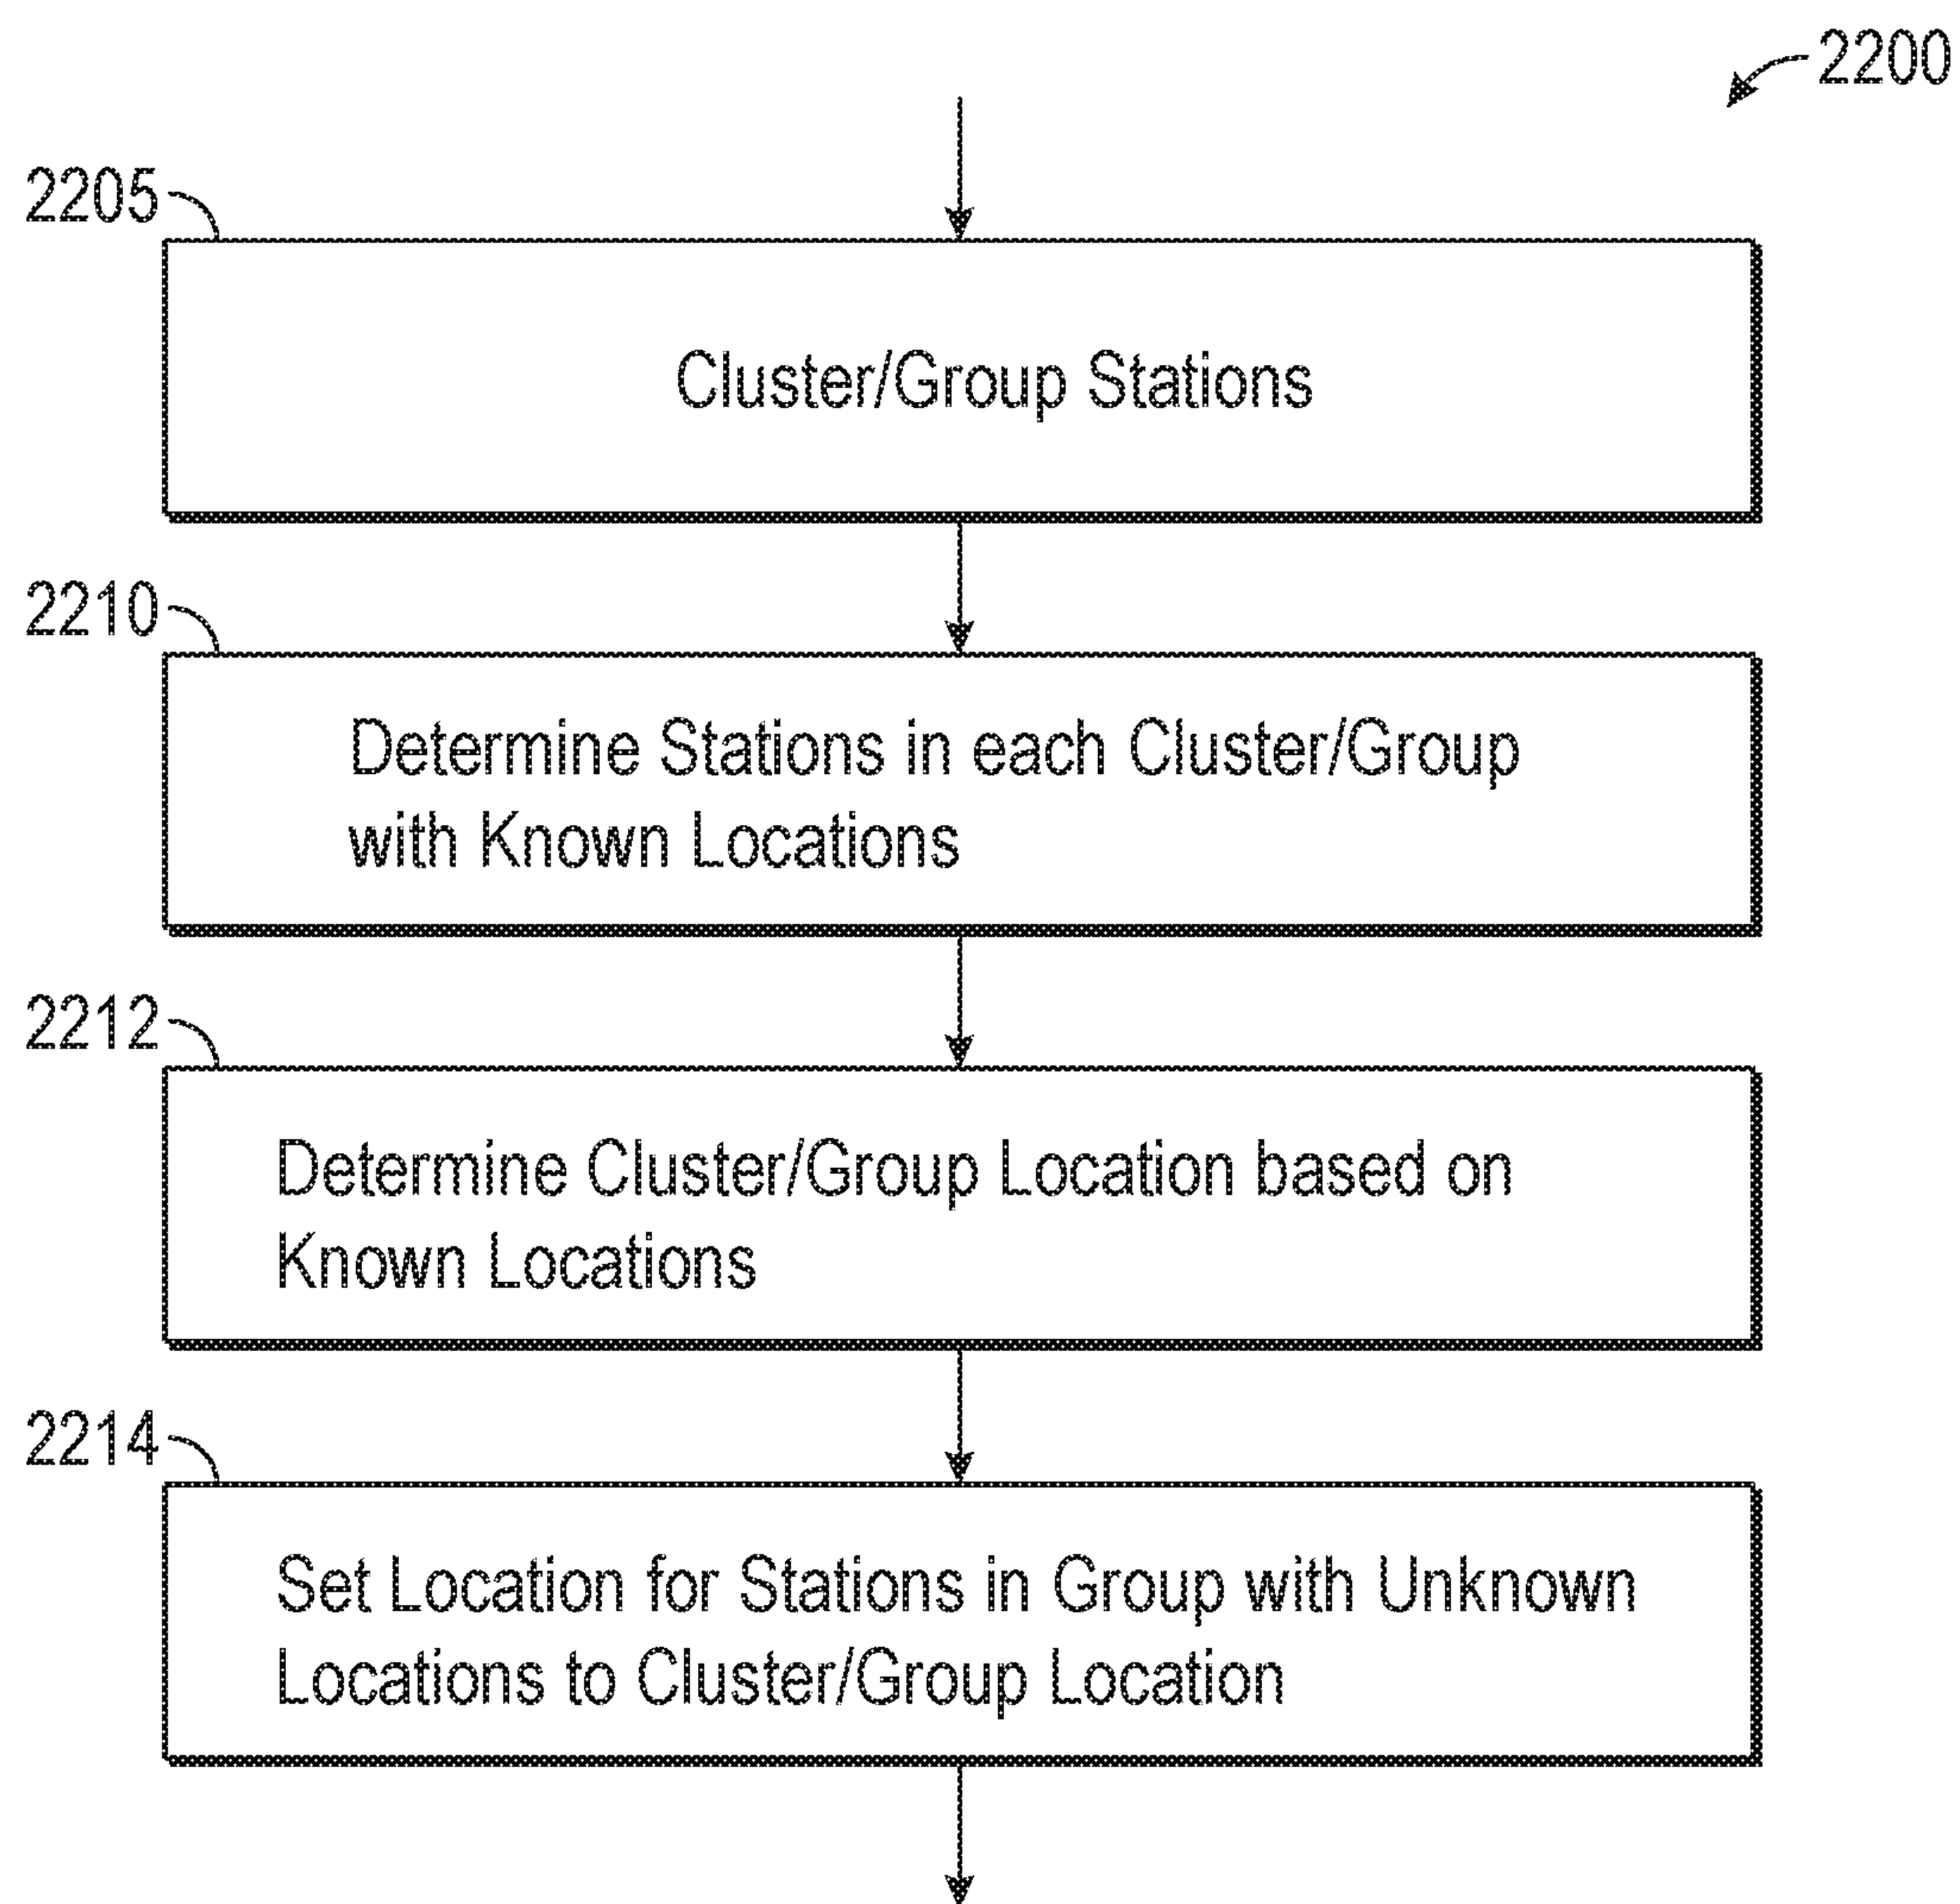 2200
2205
Cluster/Group Stations
2210
Determine Stations in each Cluster/Group
with Known Locations
2212
Determine Cluster/Group Location based on
Known Locations
2214
Set Location for Stations in Group with Unknown
Locations to Cluster/Group Location